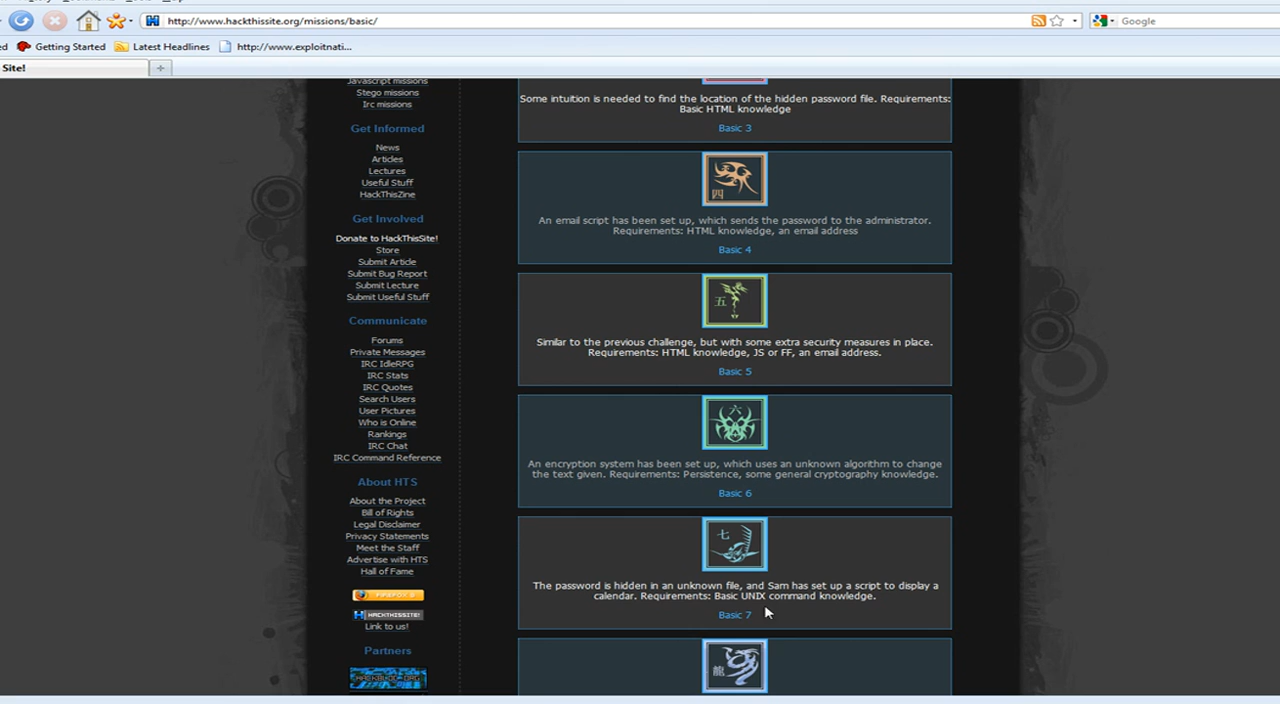 http://www.hackthissite.org/missions/basic/
Google
Getting Started
Latest Headlines
http://www.exploitnati...
Site!
Javascript missions
Stego missions
Irc missions
Get Informed
News
Articles
Lectures
Useful Stuff
HackThisZine
Get Involved
Donate to HackThisSite!
Store
Submit Article
Submit Bug Report
Submit Lecture
Submit Useful Stuff
Communicate
Forums
Private Messages
IRC IdleRPG
IRC Stats
IRC Quotes
Search Users
User Pictures
Who is Online
Rankings
IRC Chat
IRC Command Reference
About HTS
About the Project
Bill of Rights
Legal Disclaimer
Privacy Statements
Meet the Staff
Advertise with HTS
Hall of Fame
HACKTHISSITE!
Link to us!
Partners
Some intuition is needed to find the location of the hidden password file. Requirements:
Basic HTML knowledge
Basic 3
四
An email script has been set up, which sends the password to the administrator.
Requirements: HTML knowledge, an email address
Basic 4
五
Similar to the previous challenge, but with some extra security measures in place.
Requirements: HTML knowledge, JS or FF, an email address.
Basic 5
六
An encryption system has been set up, which uses an unknown algorithm to change
the text given. Requirements: Persistence, some general cryptography knowledge.
Basic 6
七
The password is hidden in an unknown file, and Sam has set up a script to display a
calendar. Requirements: Basic UNIX command knowledge.
Basic 7